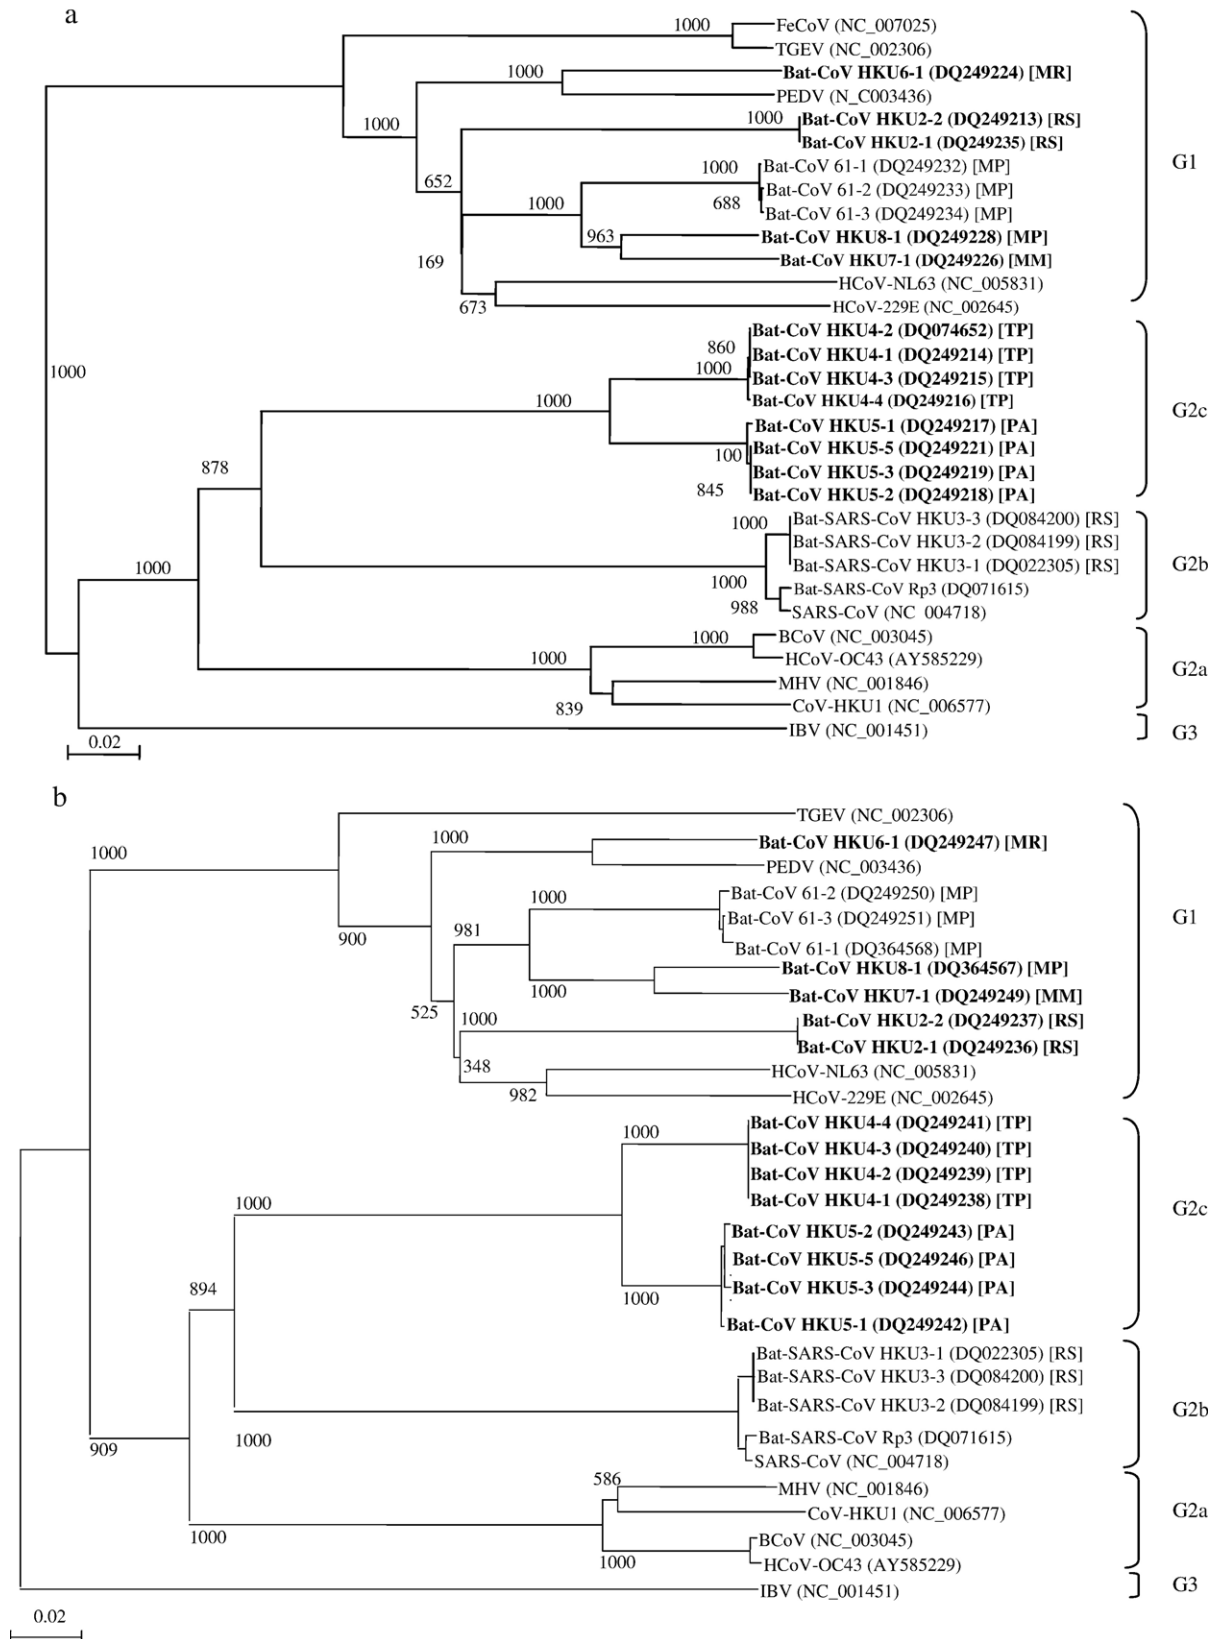 a
1000 FeCoV (NC_007025)
TGEV (NC_002306)
1000 Bat-CoV HKU6-1 (DQ249224) [MR]
PEDV (N_C003436)
1000
1000 Bat-CoV HKU2-2 (DQ249213) [RS]
Bat-CoV HKU2-1 (DQ249235) [RS]
G1
1000 Bat-CoV 61-1 (DQ249232) [MP]
652
Bat-CoV 61-2 (DQ249233) [MP]
1000 688
Bat-CoV 61-3 (DQ249234) [MP]
963 Bat-CoV HKU8-1 (DQ249228) [MP]
169 Bat-CoV HKU7-1 (DQ249226) [MM]
HCoV-NL63 (NC_005831)
673 HCoV-229E (NC_002645)
Bat-CoV HKU4-2 (DQ074652) [TP]
860
Bat-CoV HKU4-1 (DQ249214) [TP]
1000 1000
Bat-CoV HKU4-3 (DQ249215) [TP]
1000 Bat-CoV HKU4-4 (DQ249216) [TP]
G2c
Bat-CoV HKU5-1 (DQ249217) [PA]
Bat-CoV HKU5-5 (DQ249221) [PA]
878 100
Bat-CoV HKU5-3 (DQ249219) [PA]
845 Bat-CoV HKU5-2 (DQ249218) [PA]
1000 Bat-SARS-CoV HKU3-3 (DQ084200) [RS]
Bat-SARS-CoV HKU3-2 (DQ084199) [RS]
1000 Bat-SARS-CoV HKU3-1 (DQ022305) [RS]
G2b
1000 Bat-SARS-CoV Rp3 (DQ071615)
988 SARS-CoV (NC 004718)
1000 BCoV (NC_003045)
1000 HCoV-OC43 (AY585229)
G2a
MHV (NC_001846)
839 CoV-HKU1 (NC_006577)
IBV (NC_001451)
G3
0.02
b
TGEV (NC_002306)
1000 1000 Bat-CoV HKU6-1 (DQ249247) [MR]
PEDV (NC_003436)
1000 Bat-CoV 61-2 (DQ249250) [MP]
G1
981 Bat-CoV 61-3 (DQ249251) [MP]
900 Bat-CoV 61-1 (DQ364568) [MP]
Bat-CoV HKU8-1 (DQ364567) [MP]
1000 Bat-CoV HKU7-1 (DQ249249) [MM]
525 1000 Bat-CoV HKU2-2 (DQ249237) [RS]
Bat-CoV HKU2-1 (DQ249236) [RS]
348 HCoV-NL63 (NC_005831)
982 HCoV-229E (NC_002645)
Bat-CoV HKU4-4 (DQ249241) [TP]
1000
Bat-CoV HKU4-3 (DQ249240) [TP]
Bat-CoV HKU4-2 (DQ249239) [TP]
1000 Bat-CoV HKU4-1 (DQ249238) [TP]
G2c
Bat-CoV HKU5-2 (DQ249243) [PA]
Bat-CoV HKU5-5 (DQ249246) [PA]
894 1000 Bat-CoV HKU5-3 (DQ249244) [PA]
Bat-CoV HKU5-1 (DQ249242) [PA]
Bat-SARS-CoV HKU3-1 (DQ022305) [RS]
Bat-SARS-CoV HKU3-3 (DQ084200) [RS]
Bat-SARS-CoV HKU3-2 (DQ084199) [RS]
G2b
909 1000 Bat-SARS-CoV Rp3 (DQ071615)
SARS-CoV (NC_004718)
586 MHV (NC_001846)
CoV-HKU1 (NC_006577)
G2a
1000 BCoV (NC_003045)
1000 HCoV-OC43 (AY585229)
IBV (NC_001451)
G3
0.02